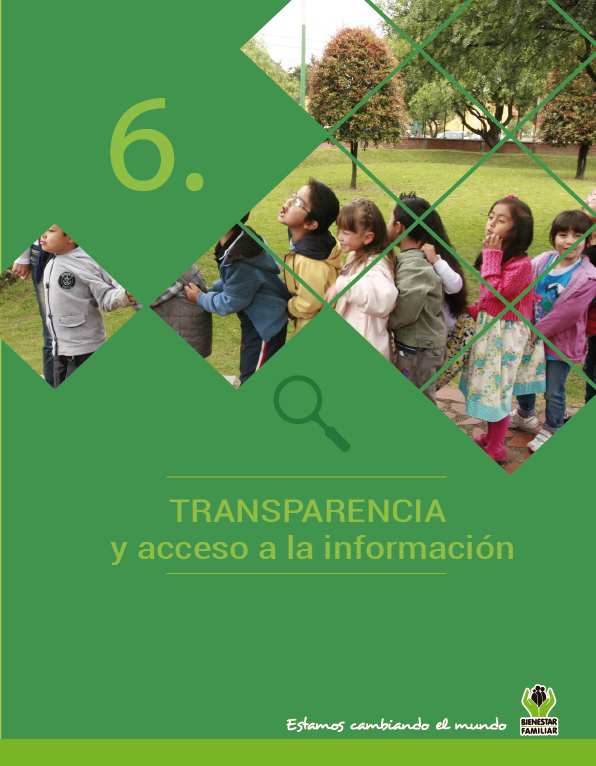 6.
TRANSPARENCIA
y acceso a la información
Estamos cambiando el mundo
BIENESTAR
FAMILIAR